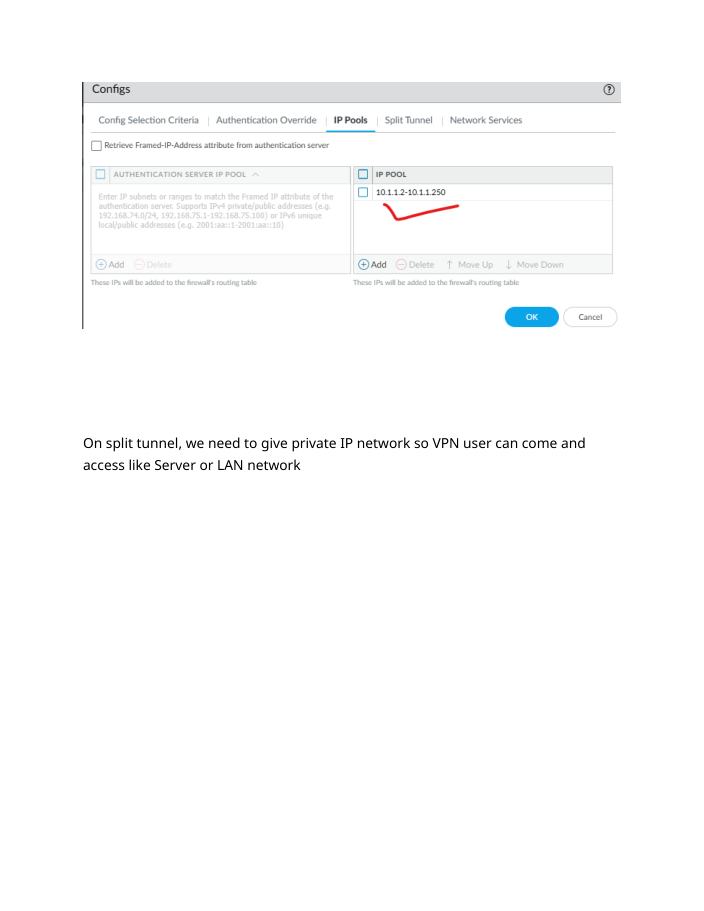 Configs
Config Selection Criteria | Authentication Override | IP Pools | Split Tunnel | Network Services
Retrieve Framed-IP-Address attribute from authentication server
AUTHENTICATION SERVER IP POOL
Enter IP subnets or ranges to match the Framed IP attribute of the
authentication server. Supports IPv4 private/public addresses (e.g.
192.168.74.0/24, 192.168.75.1-192.168.75.100) or IPv6 unique
local/public addresses (e.g. 2001:aa::1-2001:aa::10)
Add Delete
These IPs will be added to the firewall's routing table
IP POOL
10.1.1.2-10.1.1.250
Add Delete ↑ Move Up ↓ Move Down
These IPs will be added to the firewall's routing table
OK Cancel
On split tunnel, we need to give private IP network so VPN user can come and
access like Server or LAN network